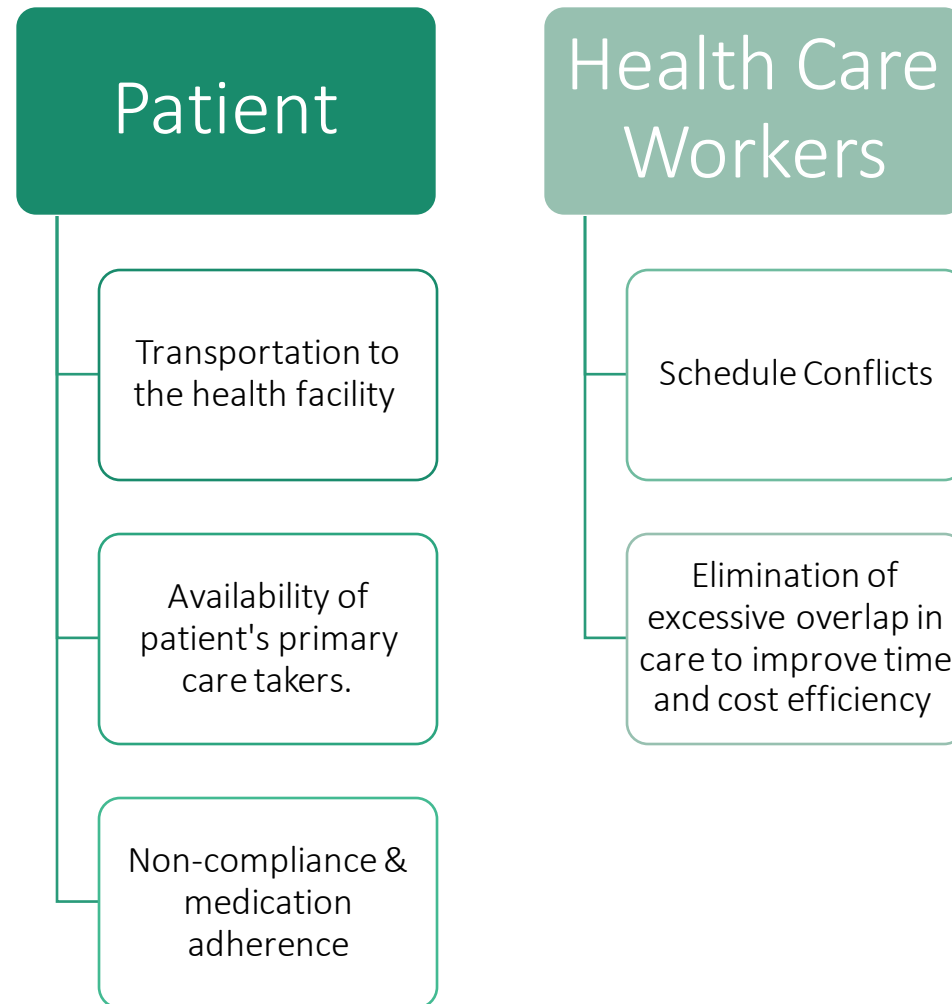 Patient
Transportation to
the health facility
Availability of
patient's primary
care takers.
Non-compliance &
medication
adherence
Health Care
Workers
Schedule Conflicts
Elimination of
excessive overlap in
care to improve time
and cost efficiency